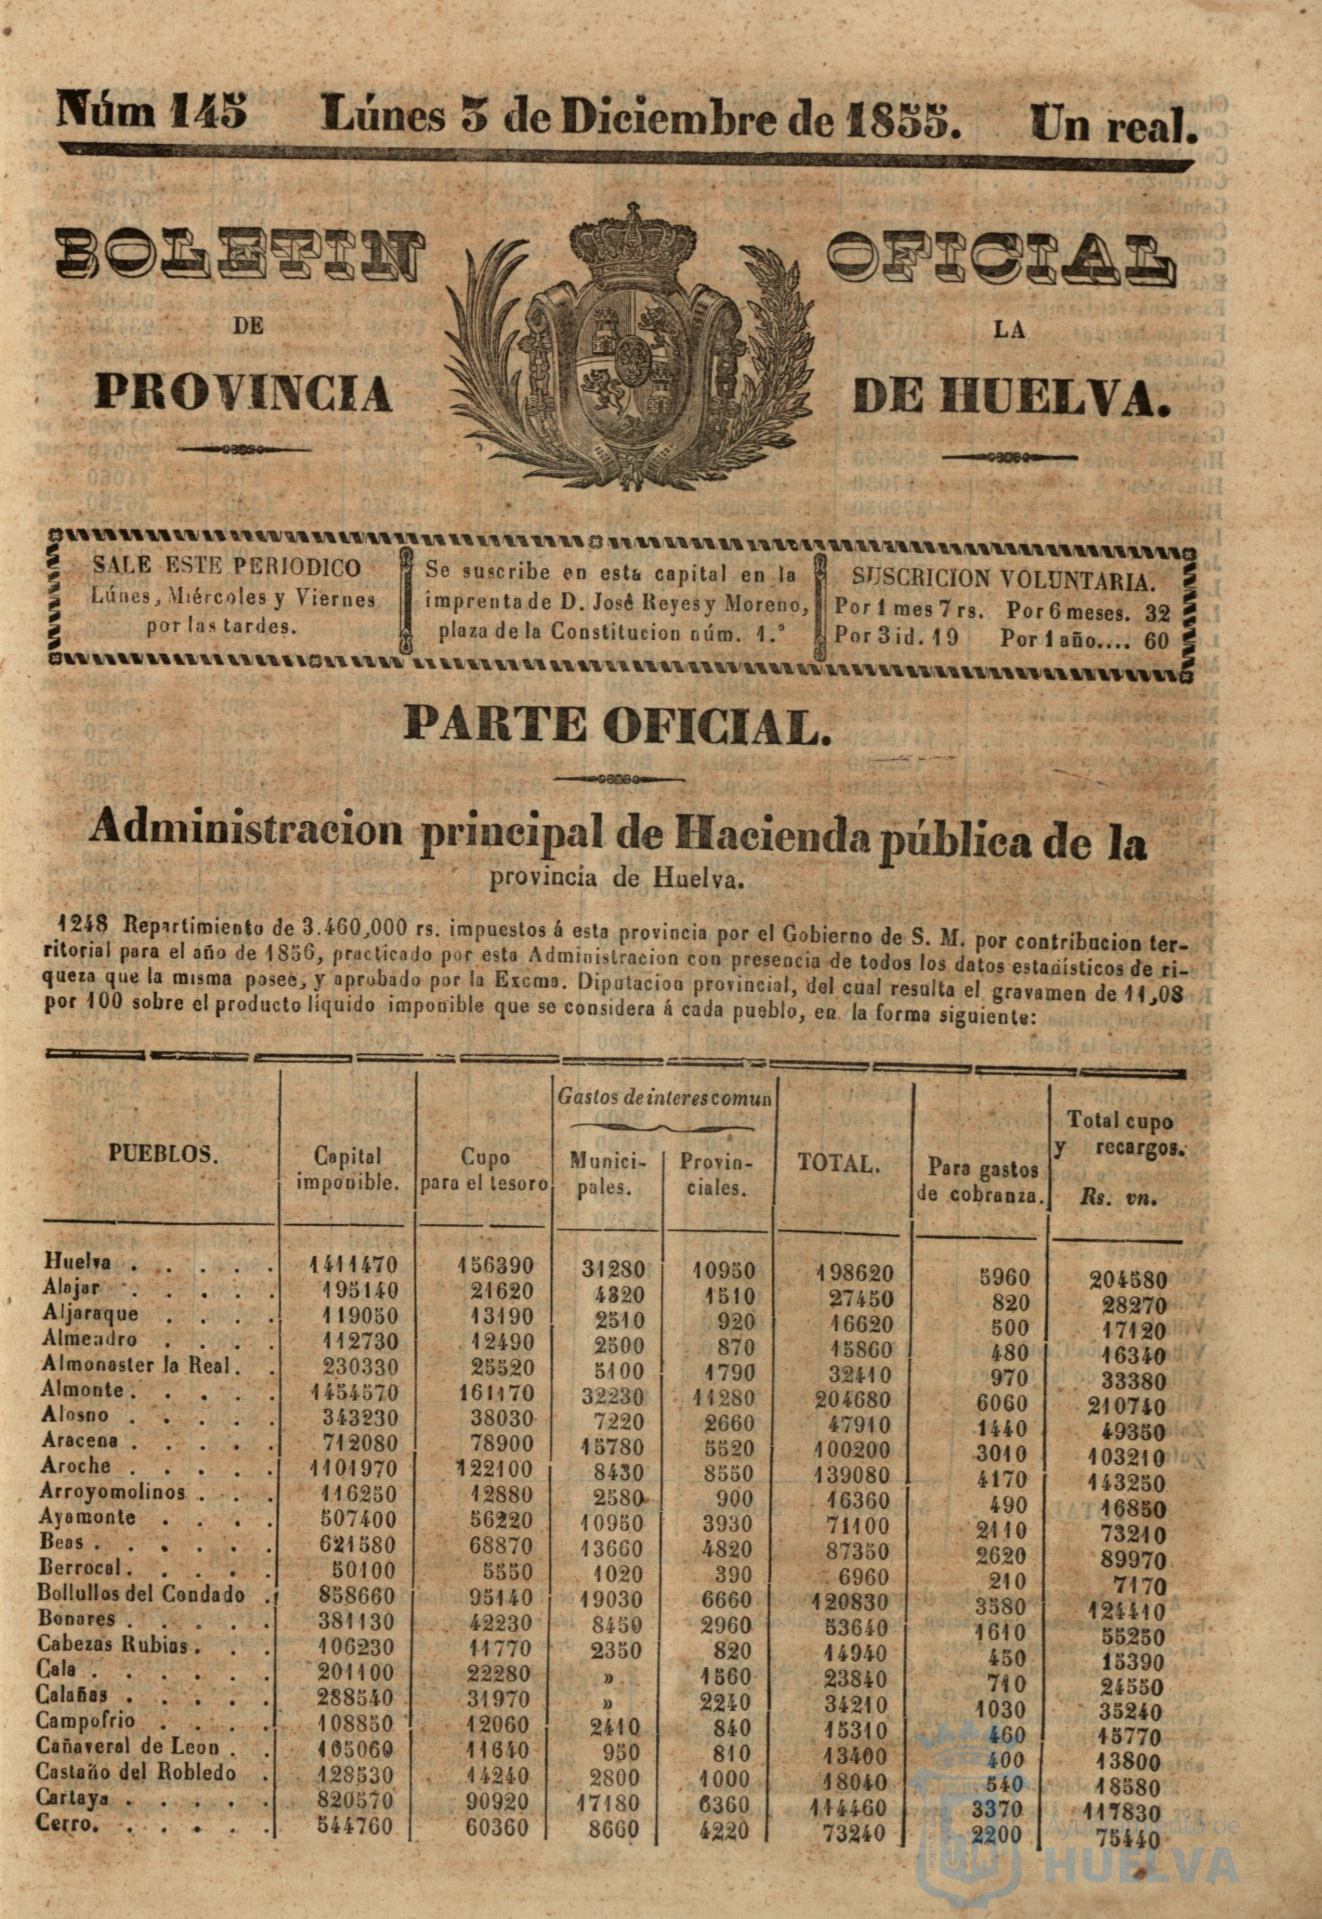 Núm 145 Lúnes 3 de Diciembre de 1855. Un real.
BOLETIN OFICIAL
DE LA
PROVINCIA DE HUELVA.
SALE ESTE PERIODICO
Lúnes, Miércoles y Viernes
por las tardes.
Se suscribe en esta capital en la
imprenta de D. José Reyes y Moreno,
plaza de la Constitucion núm. 1.º
SUSCRICION VOLUNTARIA.
Por 1 mes 7 rs. Por 6 meses. 32
Por 3 id. 19 Por 1 año.... 60
PARTE OFICIAL.
Administracion principal de Hacienda pública de la
provincia de Huelva.
1248 Repartimiento de 3.460,000 rs. impuestos á esta provincia por el Gobierno de S. M. por contribucion ter-
ritorial para el año de 1856, practicado por esta Administracion con presencia de todos los datos estadísticos de ri-
queza que la misma posee, y aprobado por la Excma. Diputacion provincial, del cual resulta el gravamen de 11,08
por 100 sobre el producto líquido imponible que se considera á cada pueblo, en la forma siguiente:
PUEBLOS. Capital imponible. Cupo para el tesoro Gastos de interes comun Munici-pales. Provin-ciales. TOTAL. Para gastos de cobranza. Total cupo y recargos. Rs. vn.
Huelva . . . . . 1411470 156390 31280 10950 198620 5960 204580
Alajar . . . . . 195140 21620 4320 1510 27450 820 28270
Aljaraque . . . . 119050 13190 2510 920 16620 500 17120
Almendro . . . . 112730 12490 2500 870 15860 480 16340
Almonaster la Real. . 230330 25520 5100 1790 32410 970 33380
Almonte. . . . . 1454570 161170 32230 11280 204680 6060 210740
Alosno . . . . . 343230 38030 7220 2660 47910 1440 49350
Aracena . . . . . 712080 78900 15780 5520 100200 3010 103210
Aroche . . . . . 1101970 122100 8430 8550 139080 4170 143250
Arroyomolinos . . . 116250 12880 2580 900 16360 490 16850
Ayamonte . . . . 507400 56220 10950 3930 71100 2110 73210
Beas . . . . . . 621580 68870 13660 4820 87350 2620 89970
Berrocal. . . . . 50100 5550 1020 390 6960 210 7170
Bollullos del Condado . 858660 95140 19030 6660 120830 3580 124410
Bonares . . . . . 381130 42230 8450 2960 53640 1610 55250
Cabezas Rubias . . . 106230 11770 2350 820 14940 450 15390
Cala . . . . . . 201100 22280 » 1560 23840 710 24550
Calañas . . . . . 288540 31970 » 2240 34210 1030 35240
Campofrio . . . . 108850 12060 2410 840 15310 460 15770
Cañaveral de Leon . . 105060 11640 950 810 13400 400 13800
Castaño del Robledo . 128530 14240 2800 1000 18040 540 18580
Cartaya . . . . . 820570 90920 17180 6360 114460 3370 117830
Cerro. . . . . . 544760 60360 8660 4220 73240 2200 75440
Ayuntamiento de
HUELVA